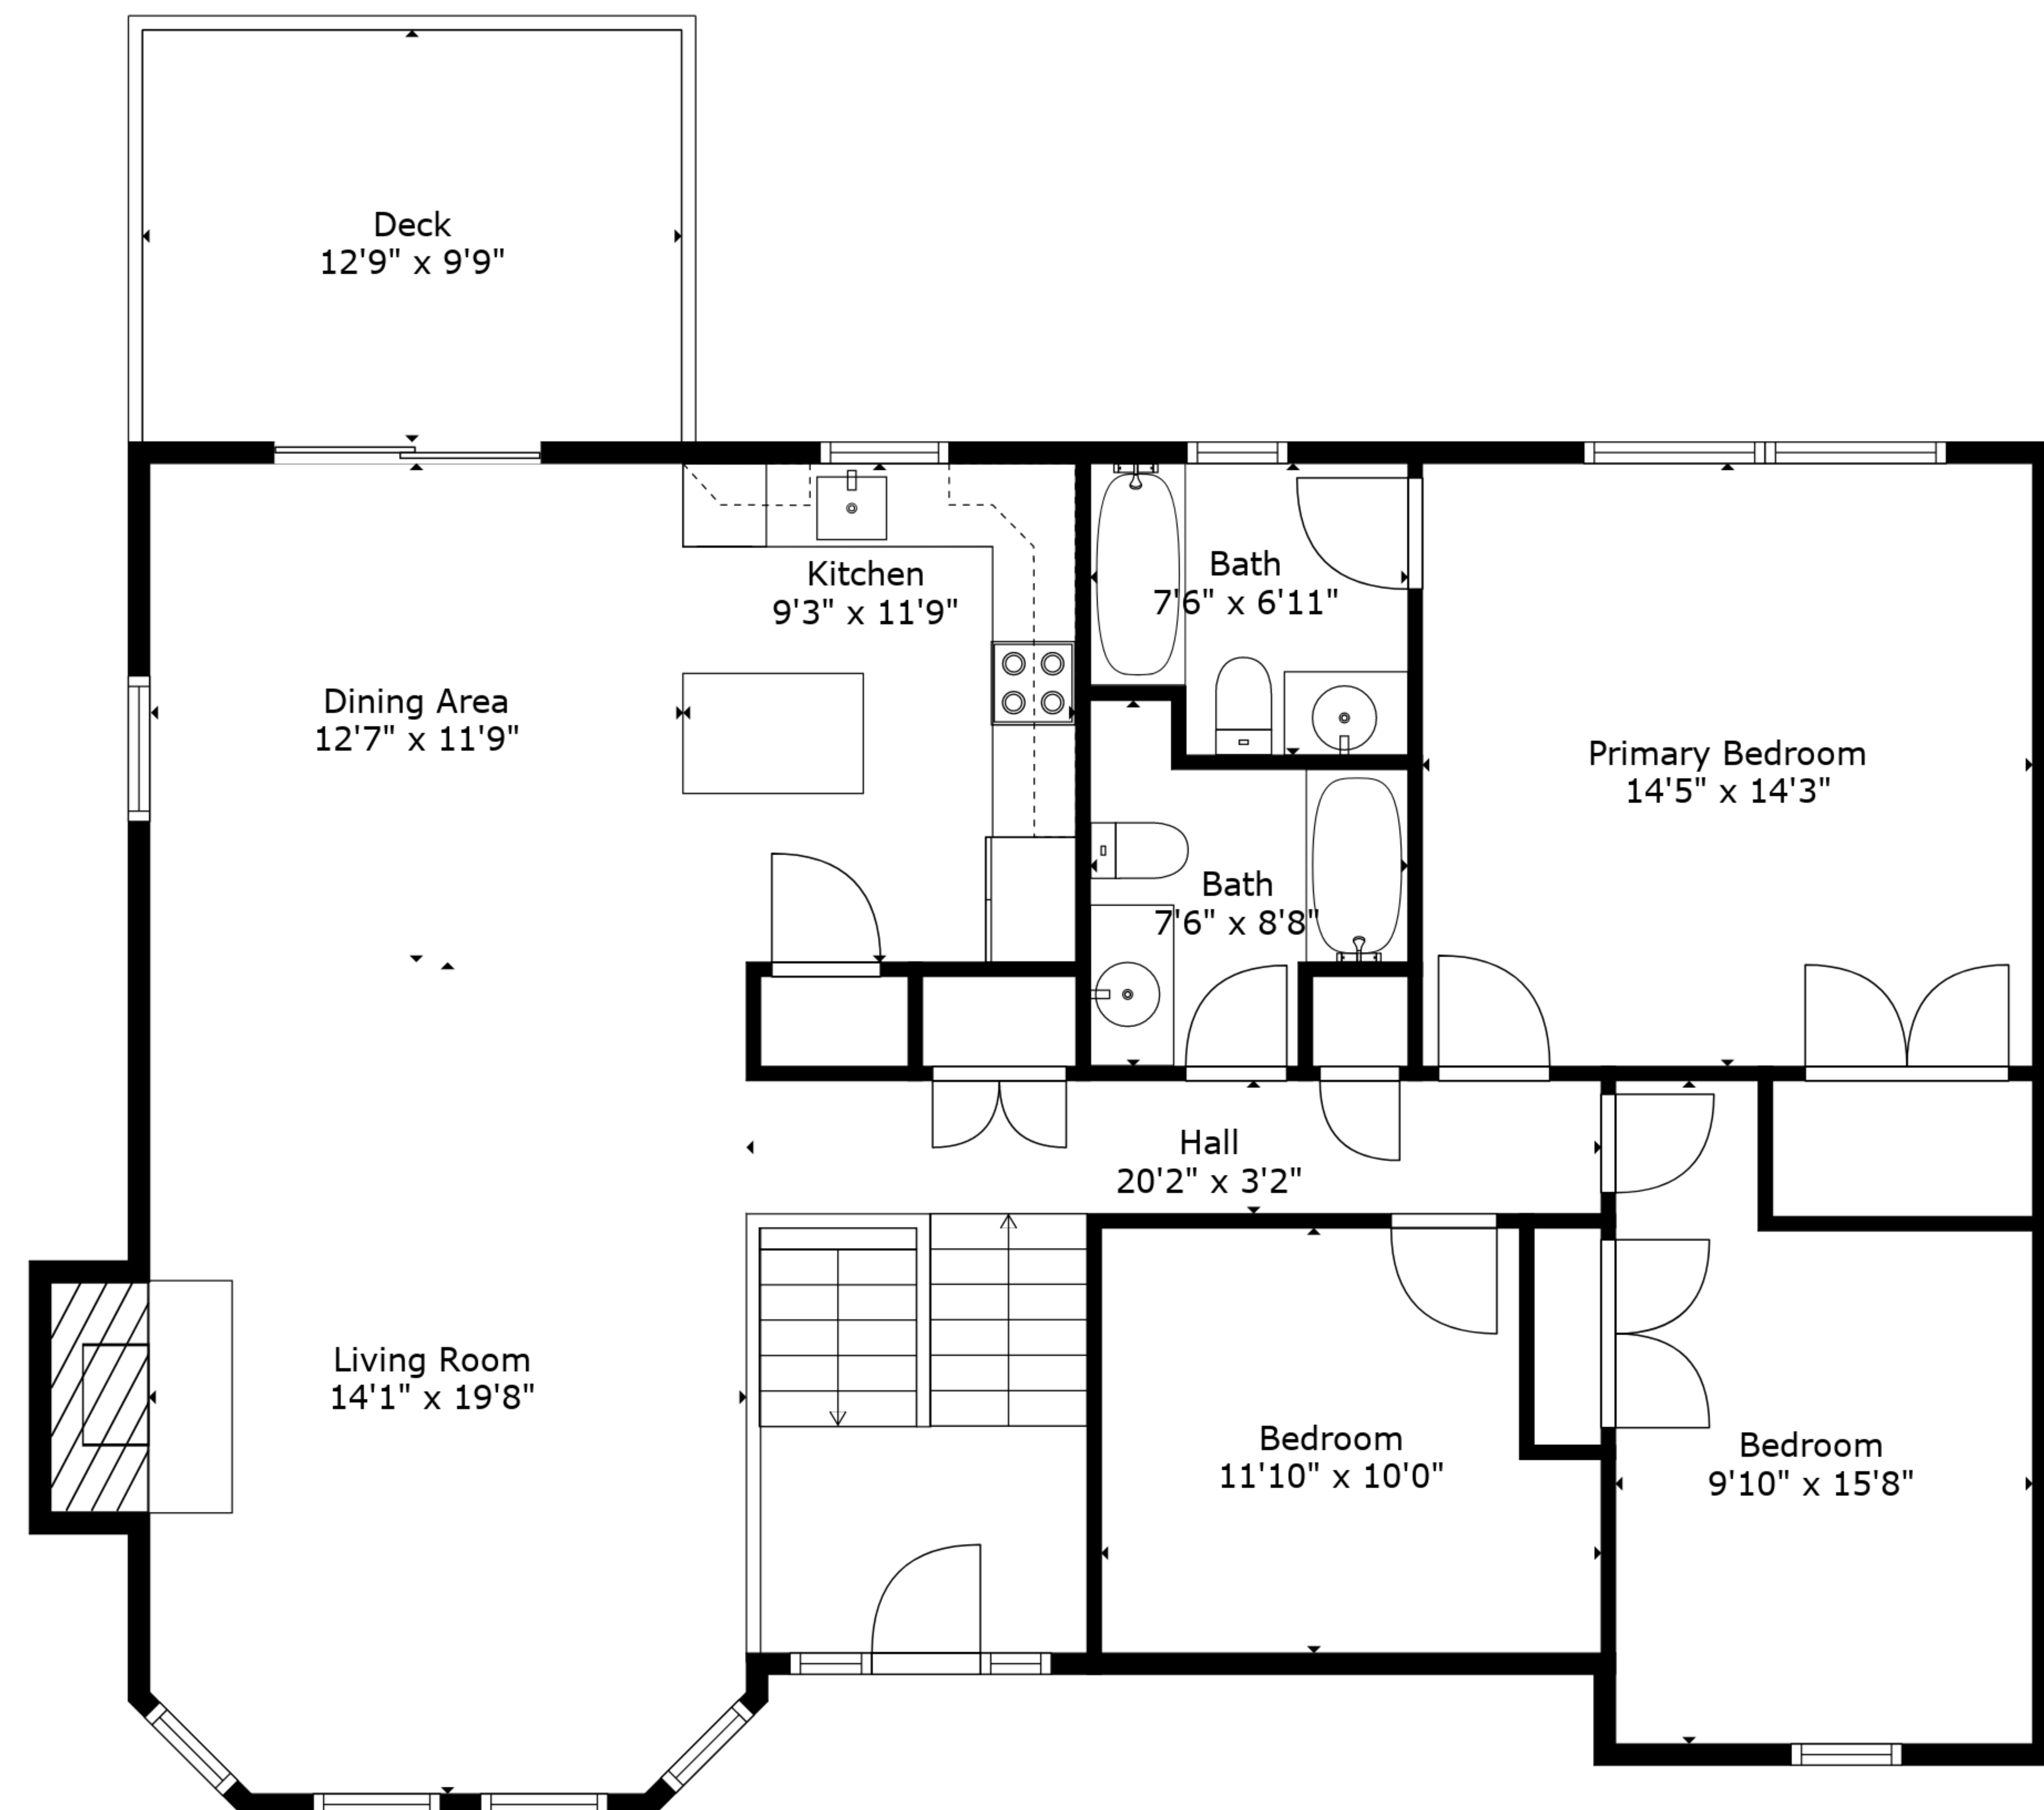 Deck
12'9" x 9'9"
Kitchen
9'3" x 11'9"
Bath
7'6" x 6'11"
Dining Area
12'7" x 11'9"
Primary Bedroom
14'5" x 14'3"
Bath
7'6" x 8'8"
Hall
20'2" x 3'2"
Living Room
14'1" x 19'8"
Bedroom
11'10" x 10'0"
Bedroom
9'10" x 15'8"